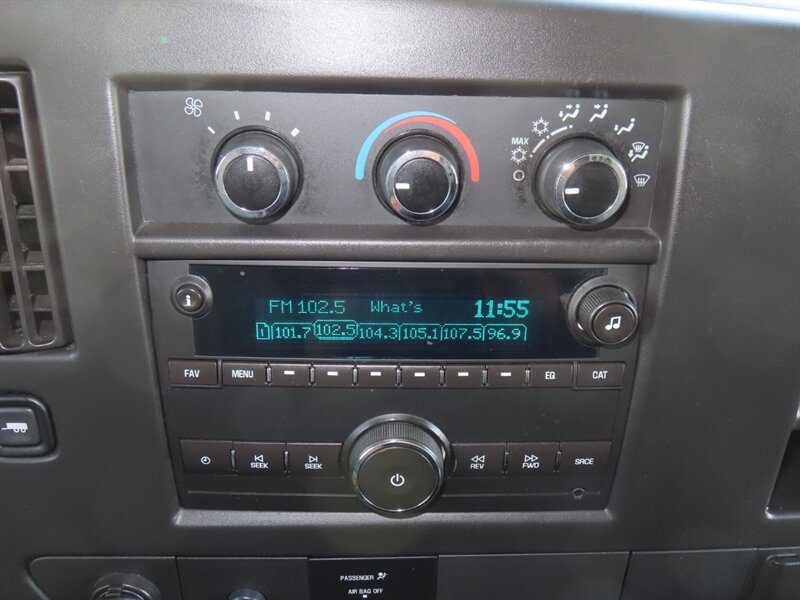 MAX
FM 102.5 What's 11:55
1 101.7 102.5 104.3 105.1 107.5 96.9
FAV MENU EQ CAT
SEEK SEEK REV FWD SRCE
PASSENGER
AIR BAG OFF